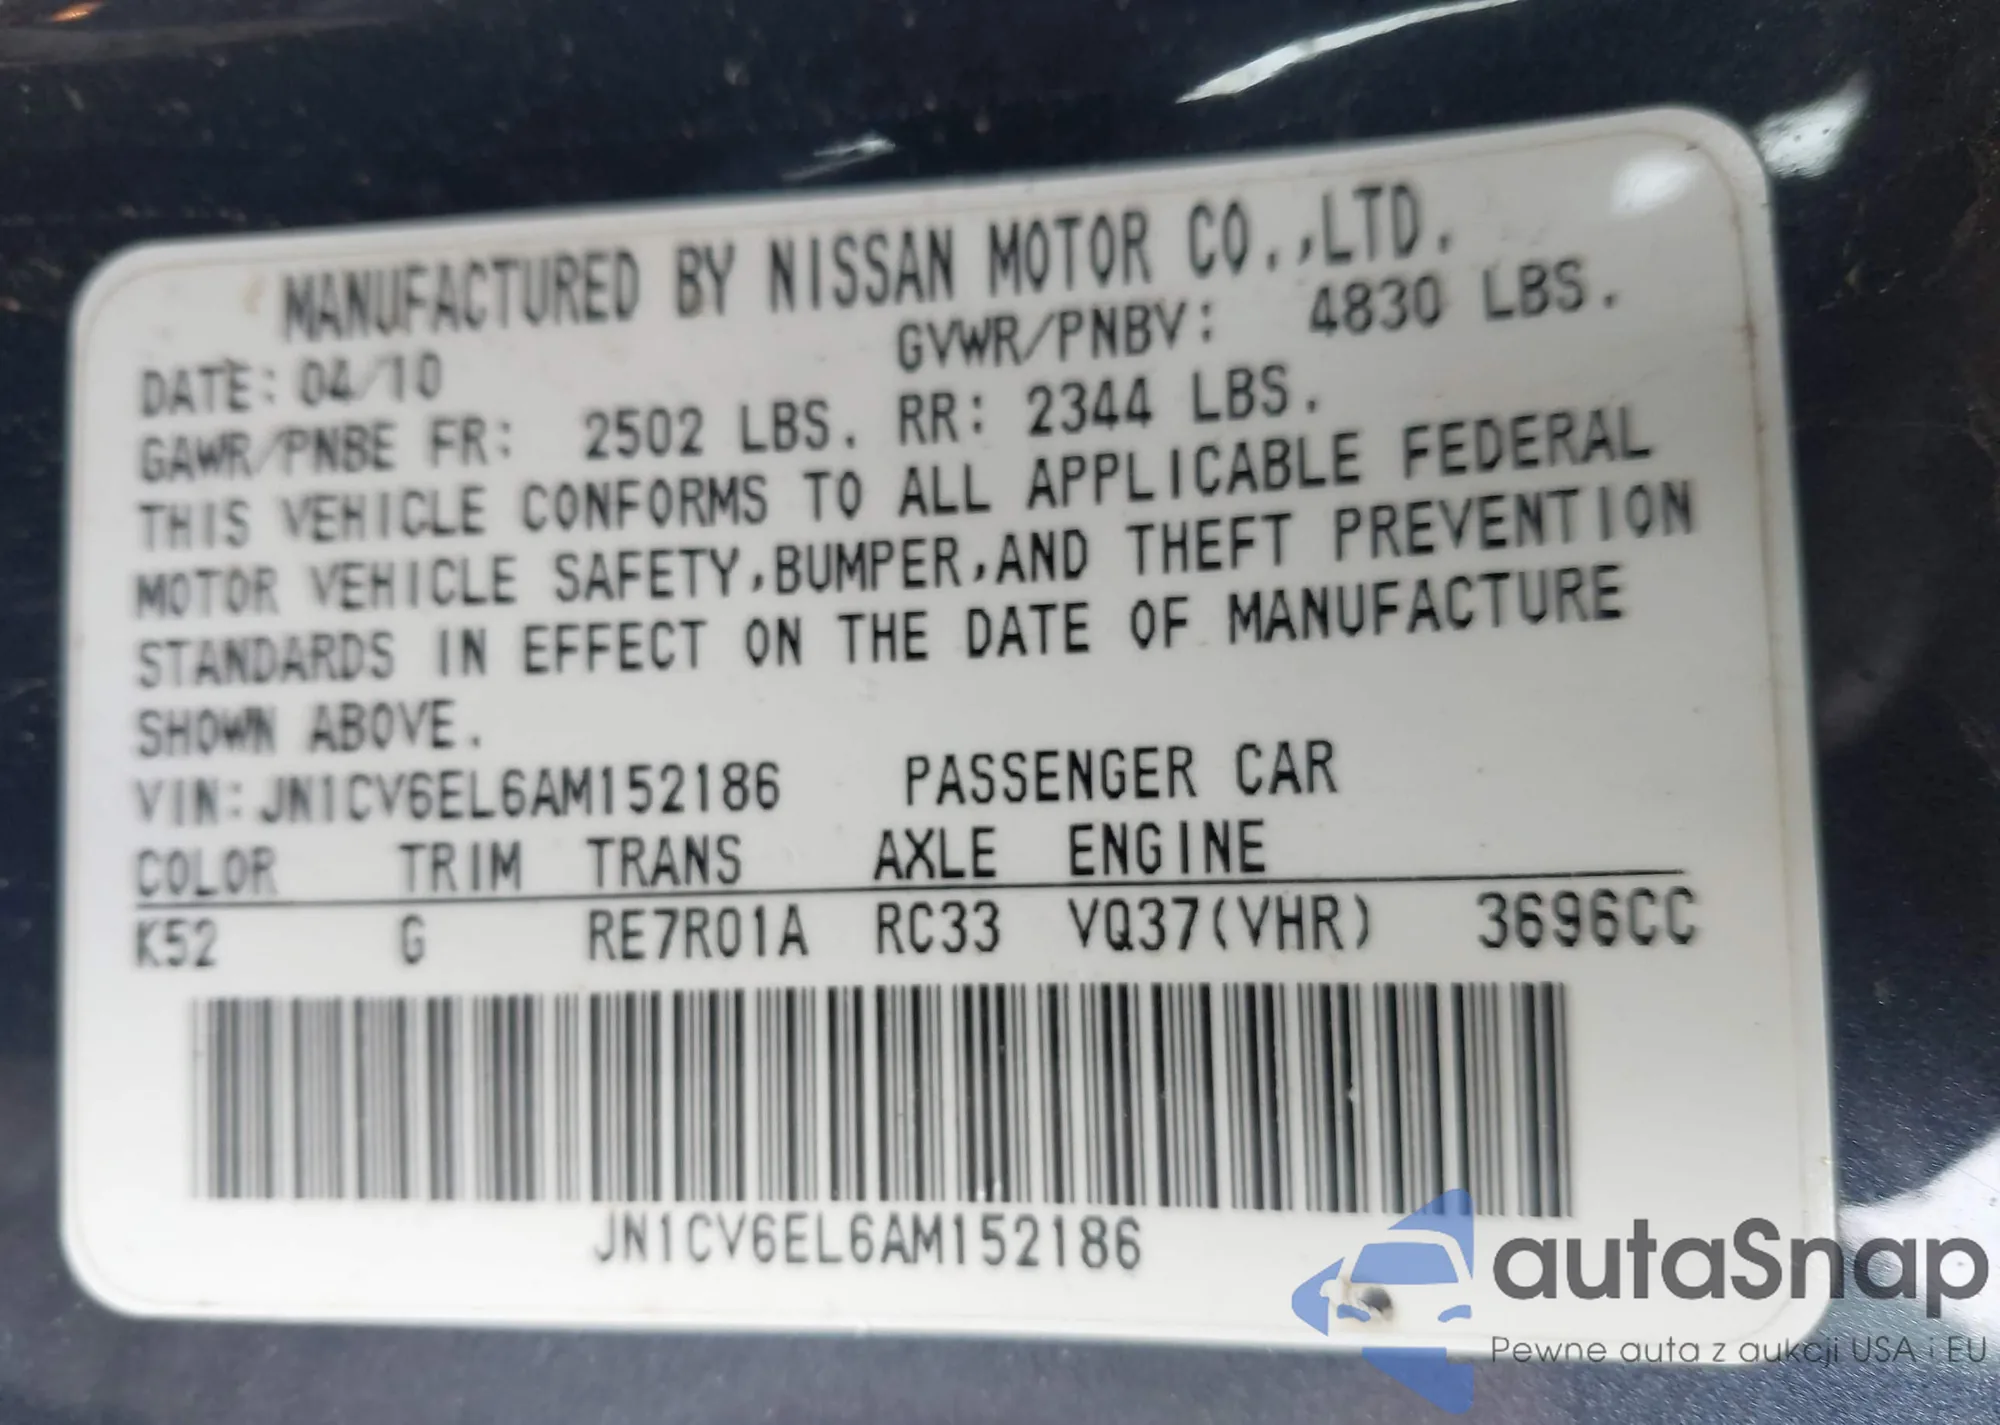 MANUFACTURED BY NISSAN MOTOR CO.,LTD.
DATE: 04/10 GVWR/PNBV: 4830 LBS.
GAWR/PNBE FR: 2502 LBS. RR: 2344 LBS.
THIS VEHICLE CONFORMS TO ALL APPLICABLE FEDERAL
MOTOR VEHICLE SAFETY,BUMPER,AND THEFT PREVENTION
STANDARDS IN EFFECT ON THE DATE OF MANUFACTURE
SHOWN ABOVE.
VIN:JN1CV6EL6AM152186 PASSENGER CAR
COLOR TRIM TRANS AXLE ENGINE
K52 G RE7R01A RC33 VQ37(VHR) 3696CC
JN1CV6EL6AM152186
autaSnap
Pewne auta z aukcji USA i EU